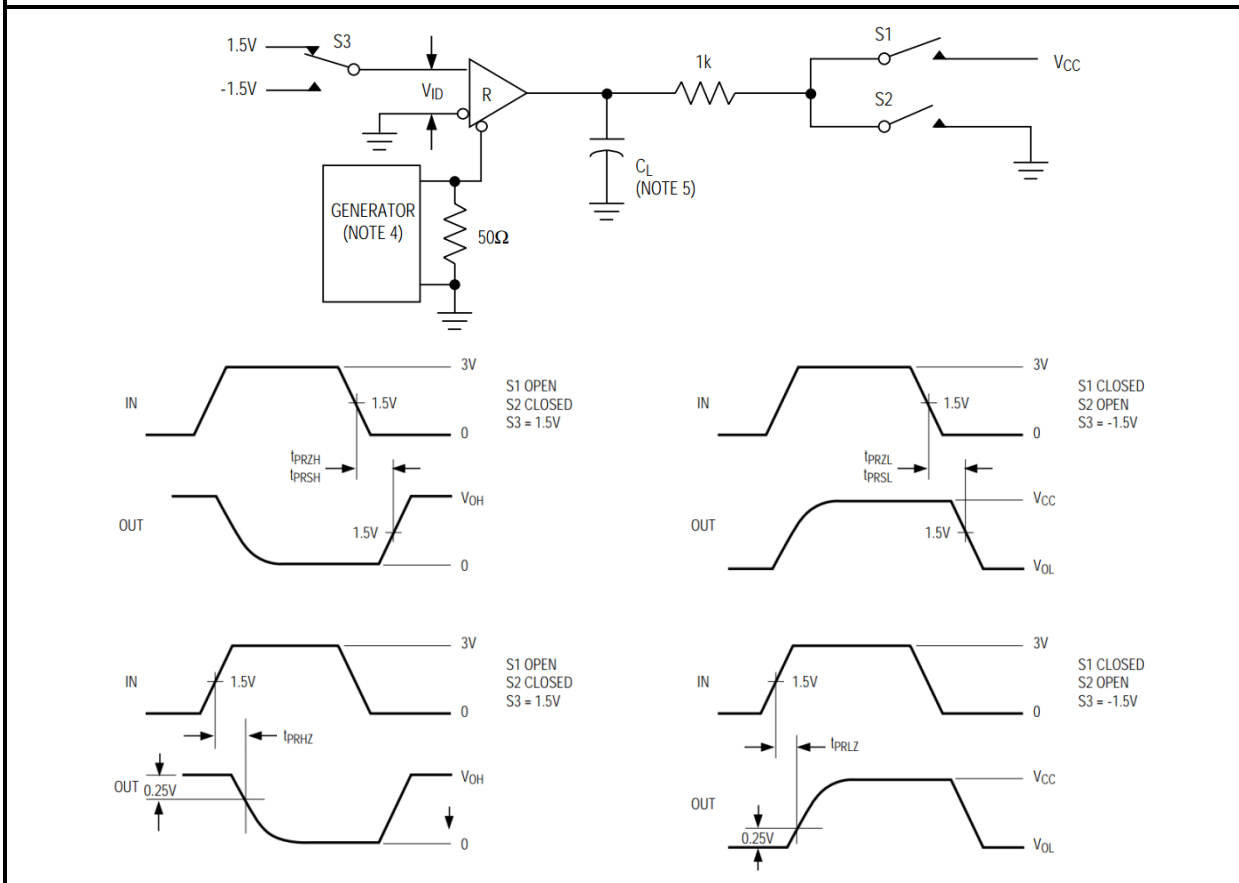 1.5V
S3
-1.5V
VID
R
GENERATOR
(NOTE 4)
50Ω
CL
(NOTE 5)
1k
S1
VCC
S2
IN
3V
1.5V
0
S1 OPEN
S2 CLOSED
S3 = 1.5V
tPRZH
tPRSH
OUT
VOH
1.5V
0
IN
3V
1.5V
0
S1 CLOSED
S2 OPEN
S3 = -1.5V
tPRZL
tPRSL
OUT
VCC
1.5V
VOL
IN
3V
1.5V
0
S1 OPEN
S2 CLOSED
S3 = 1.5V
tPRHZ
OUT
0.25V
VOH
0
IN
3V
1.5V
0
S1 CLOSED
S2 OPEN
S3 = -1.5V
tPRLZ
OUT
0.25V
VCC
VOL